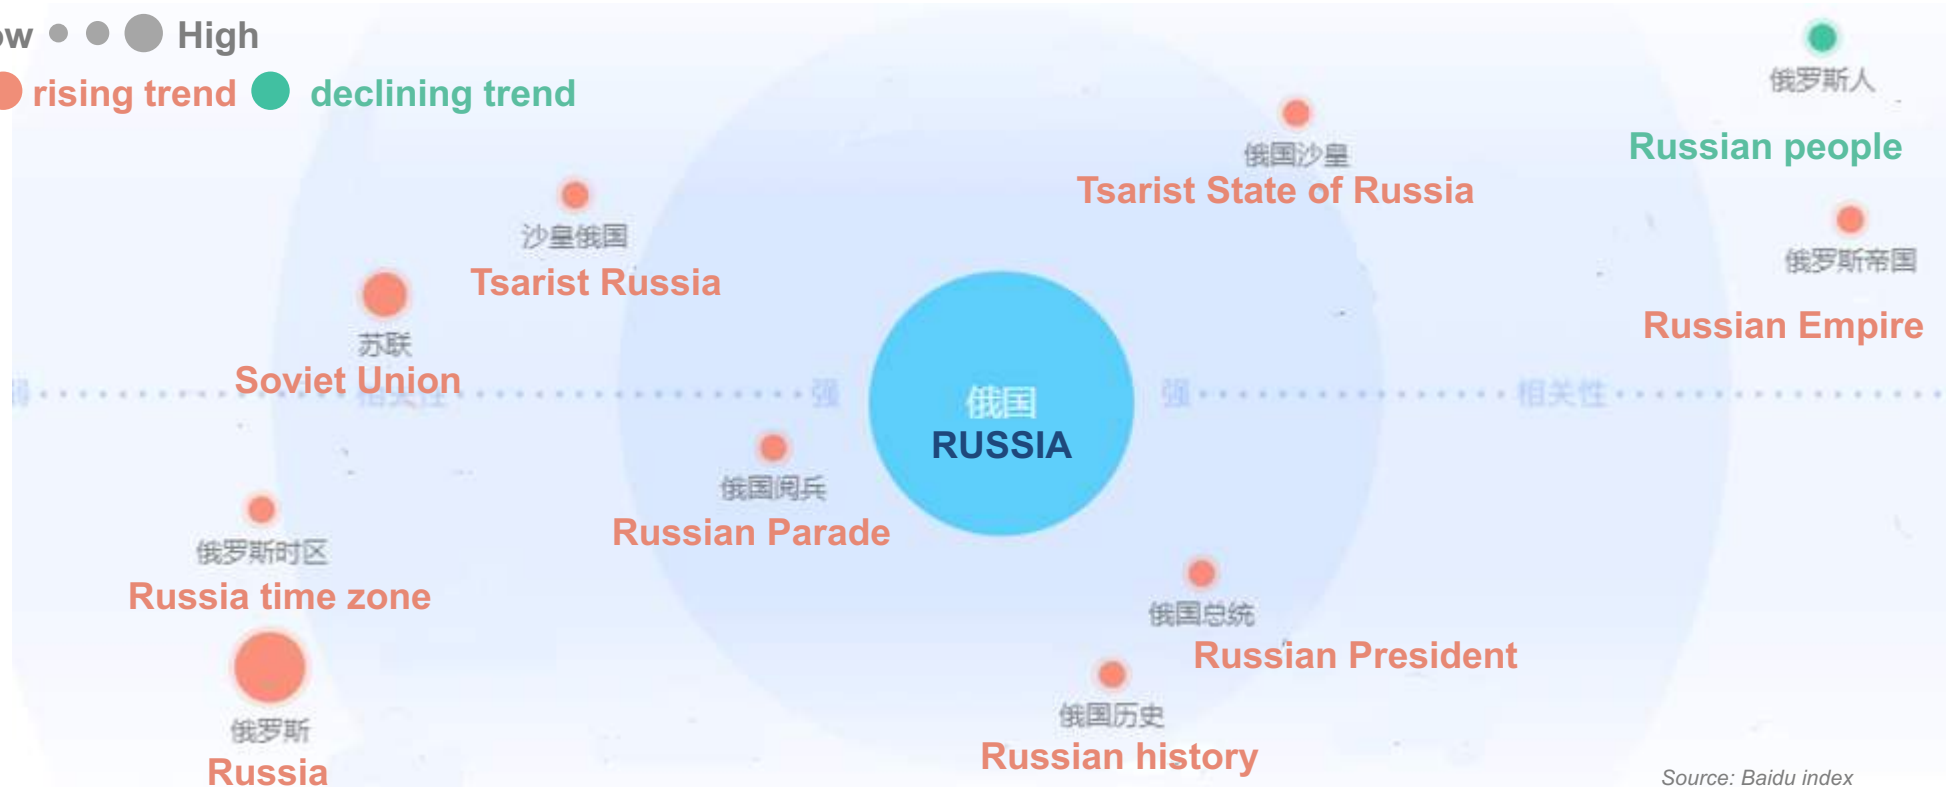 High
rising trend
declining trend
俄罗斯人
Russian people
俄国沙皇
Tsarist State of Russia
沙皇俄国
Tsarist Russia
俄罗斯帝国
Russian Empire
苏联
Soviet Union
相关性
强
俄国
RUSSIA
强
相关性
俄国阅兵
Russian Parade
俄罗斯时区
Russia time zone
俄国总统
Russian President
俄罗斯
Russia
俄国历史
Russian history
Source: Baidu index